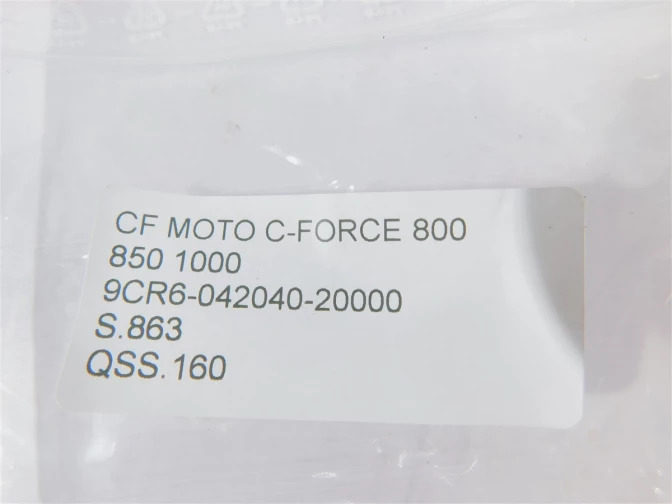 CF MOTO C-FORCE 800
850 1000
9CR6-042040-20000
S.863
QSS.160